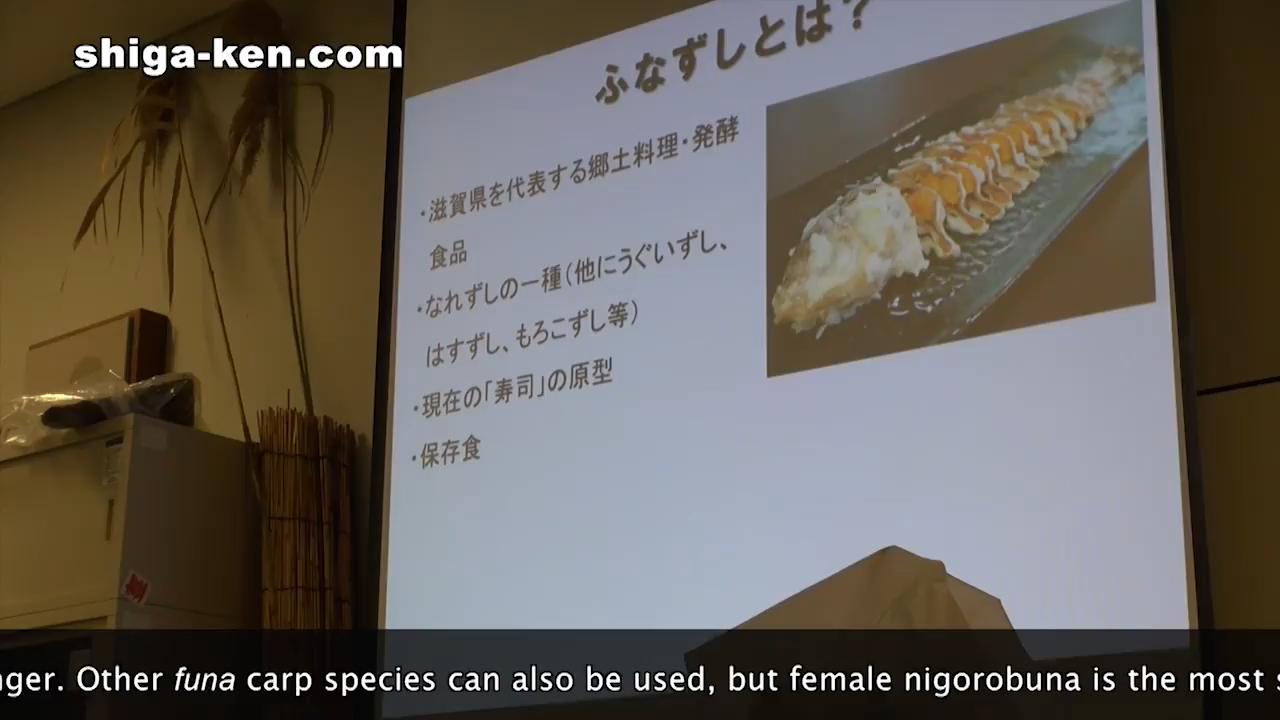 shiga-ken.com
ふなずしとは？
・滋賀県を代表する郷土料理・発酵
食品
・なれずしの一種（他にうぐいずし、
はすずし、もろこずし等）
・現在の「寿司」の原型
・保存食
nger. Other funa carp species can also be used, but female nigorobuna is the most s